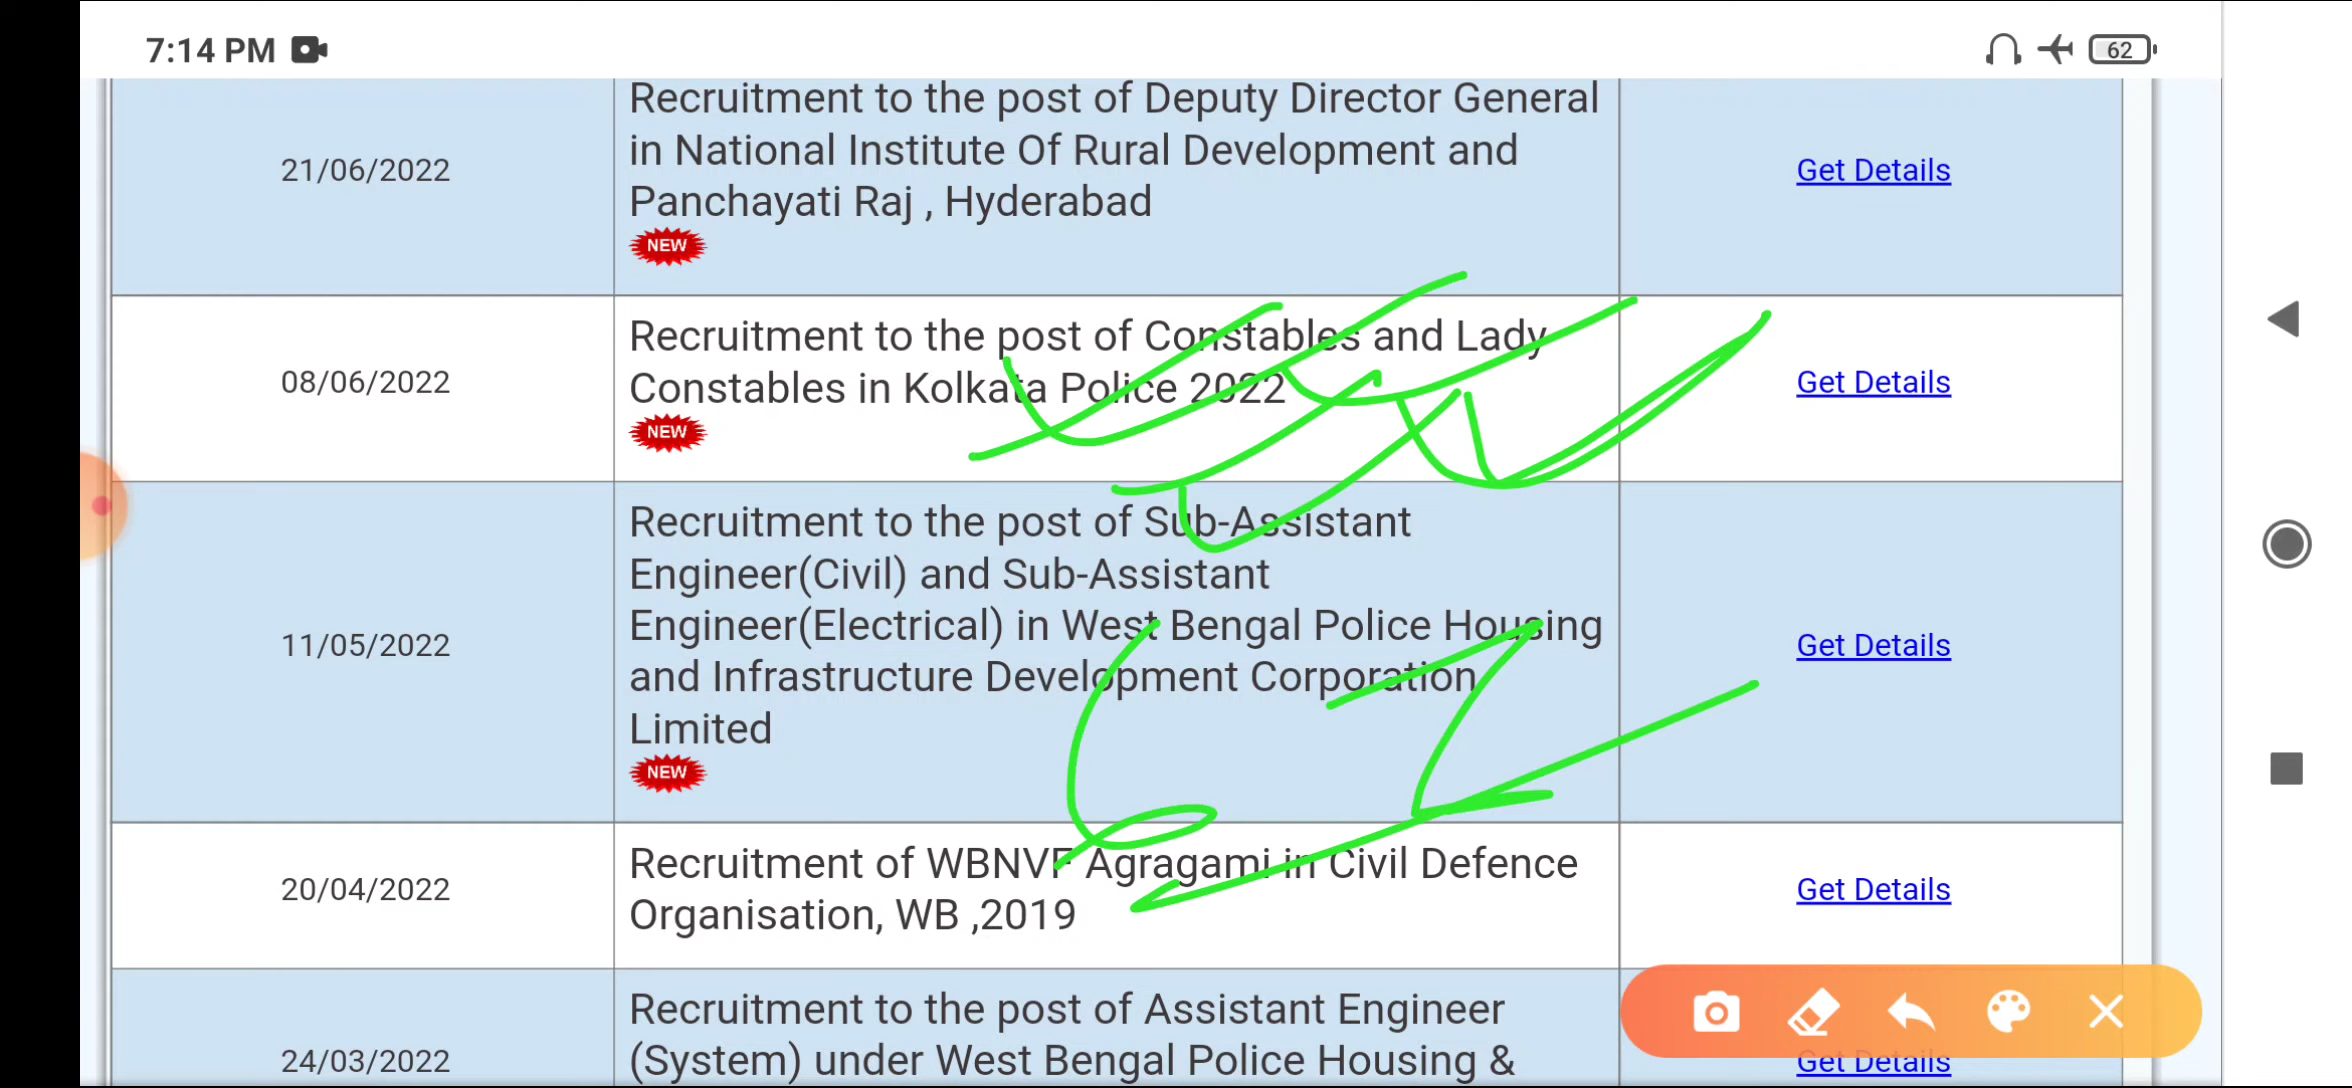 7:14 PM
62
Recruitment to the post of Deputy Director General
in National Institute Of Rural Development and
Panchayati Raj , Hyderabad
NEW
21/06/2022
Get Details
Recruitment to the post of Constables and Lady
Constables in Kolkata Police 2022
NEW
08/06/2022
Get Details
Recruitment to the post of Sub-Assistant
Engineer(Civil) and Sub-Assistant
Engineer(Electrical) in West Bengal Police Housing
and Infrastructure Development Corporation
Limited
NEW
11/05/2022
Get Details
Recruitment of WBNVF Agragami in Civil Defence
Organisation, WB ,2019
20/04/2022
Get Details
Recruitment to the post of Assistant Engineer
(System) under West Bengal Police Housing &
24/03/2022
Get Details